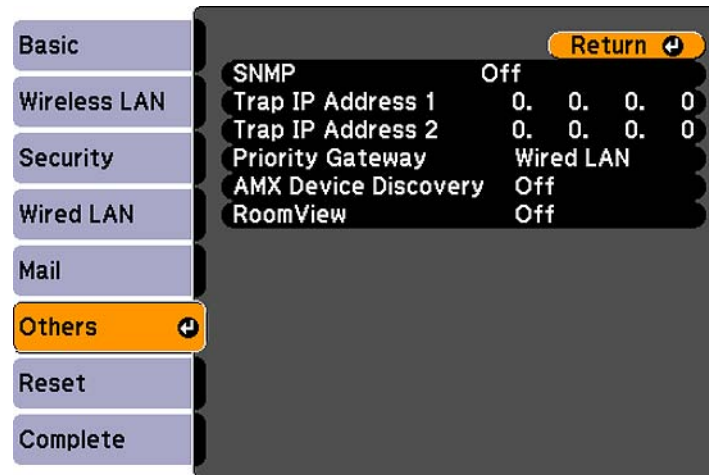 Basic
Wireless LAN
Security
Wired LAN
Mail
Others
Reset
Complete
Return
SNMP Off
Trap IP Address 1 0. 0. 0. 0
Trap IP Address 2 0. 0. 0. 0
Priority Gateway Wired LAN
AMX Device Discovery Off
RoomView Off